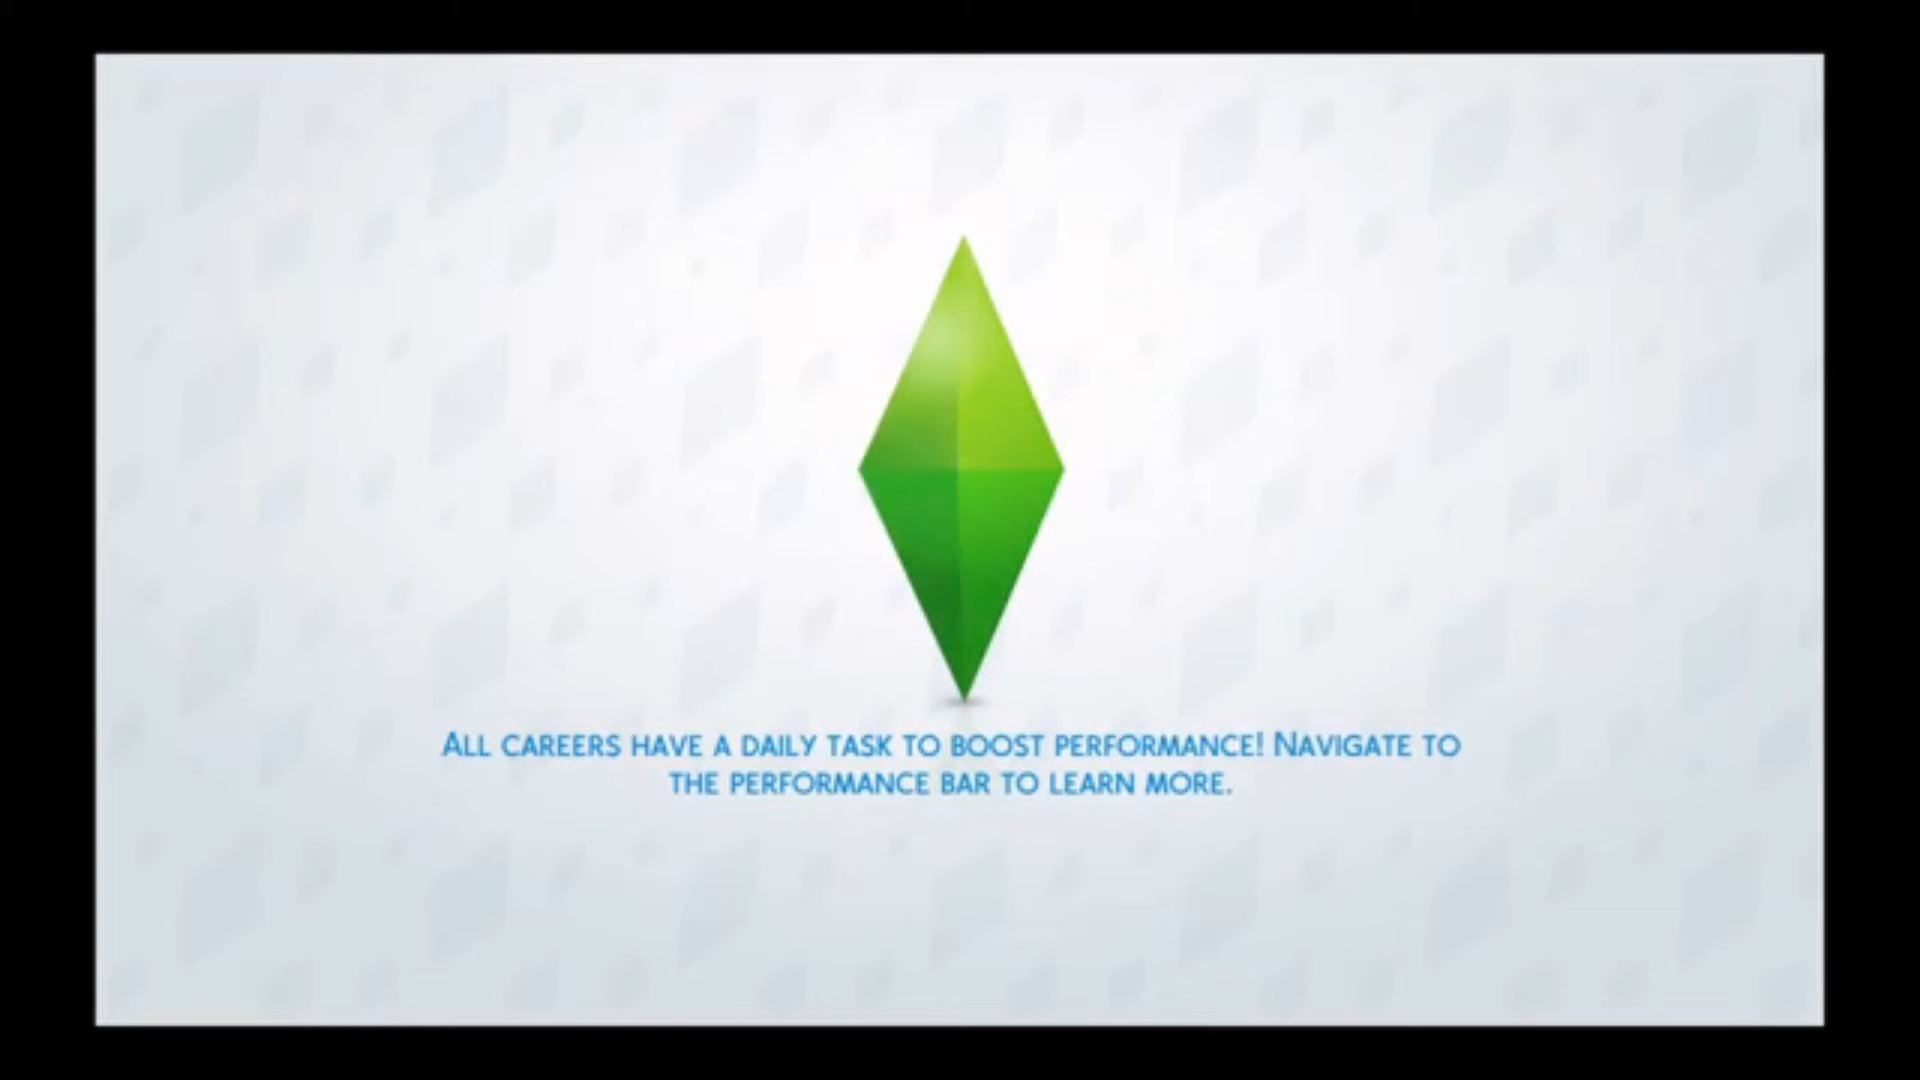 All careers have a daily task to boost performance! Navigate to
the performance bar to learn more.